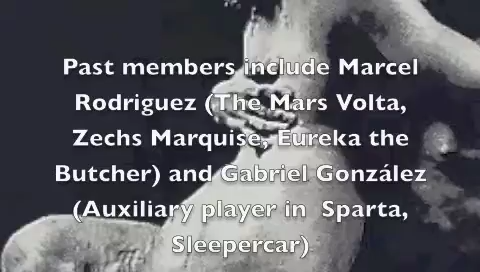 Past members include Marcel
Rodriguez (The Mars Volta,
Zechs Marquise, Eureka the
Butcher) and Gabriel González
(Auxiliary player in  Sparta,
Sleepercar)